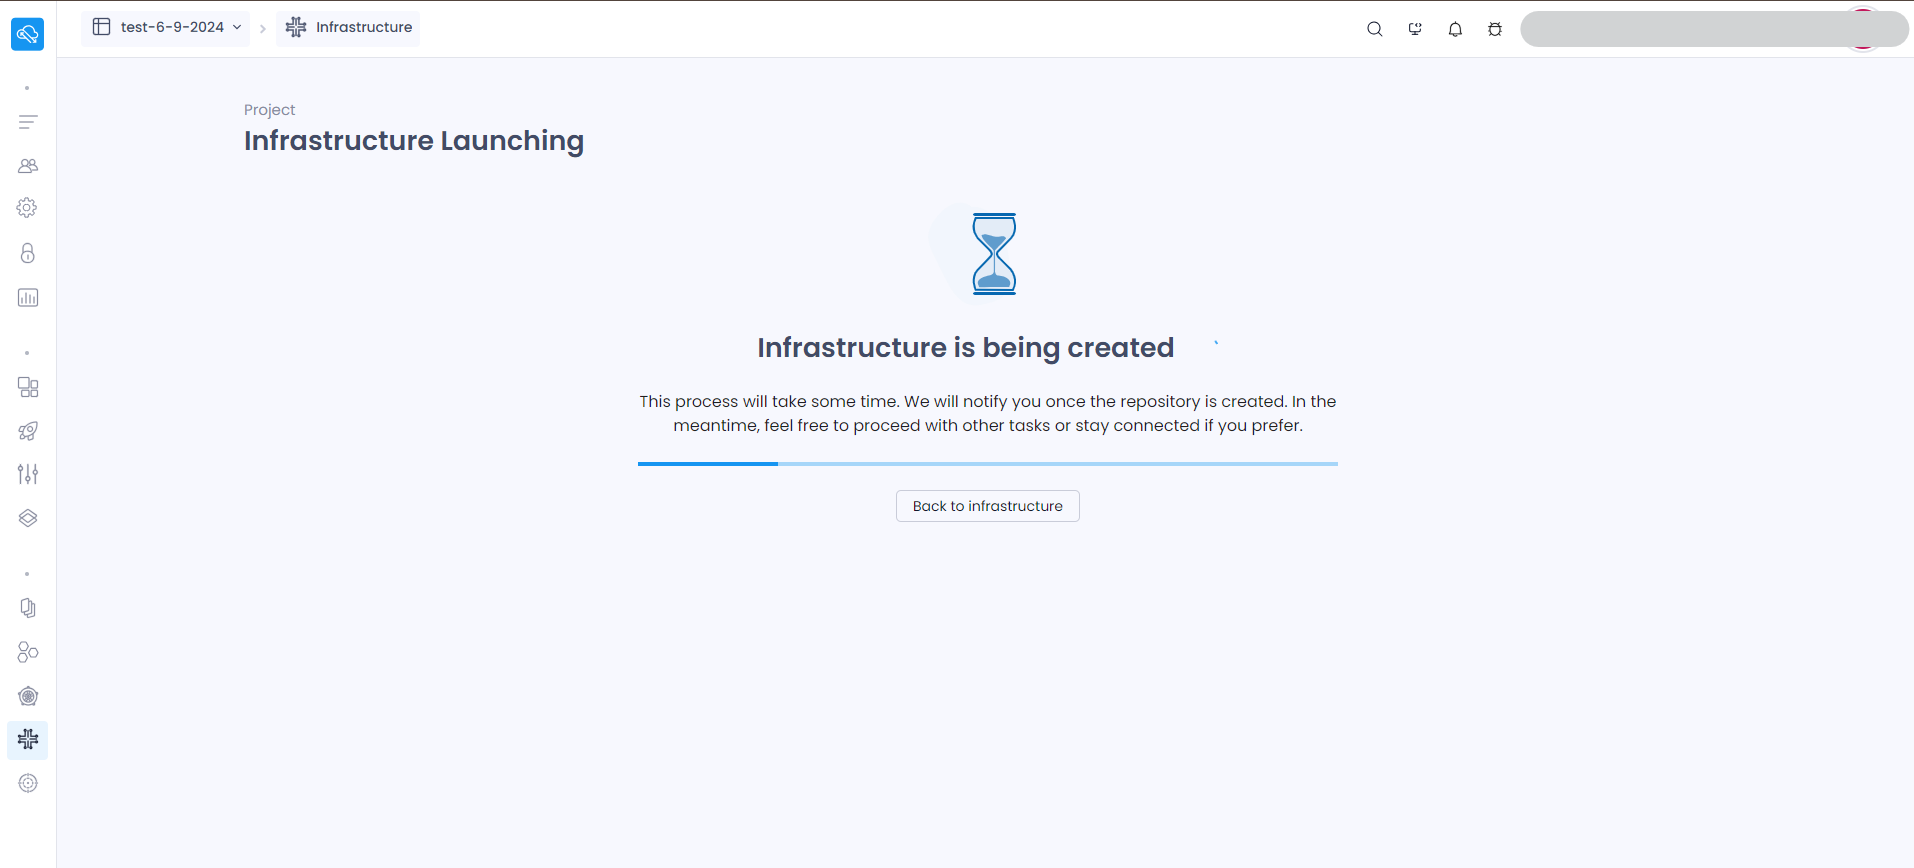 test-6-9-2024
Infrastructure
Project
Infrastructure Launching
Infrastructure is being created
This process will take some time. We will notify you once the repository is created. In the
meantime, feel free to proceed with other tasks or stay connected if you prefer.
Back to infrastructure